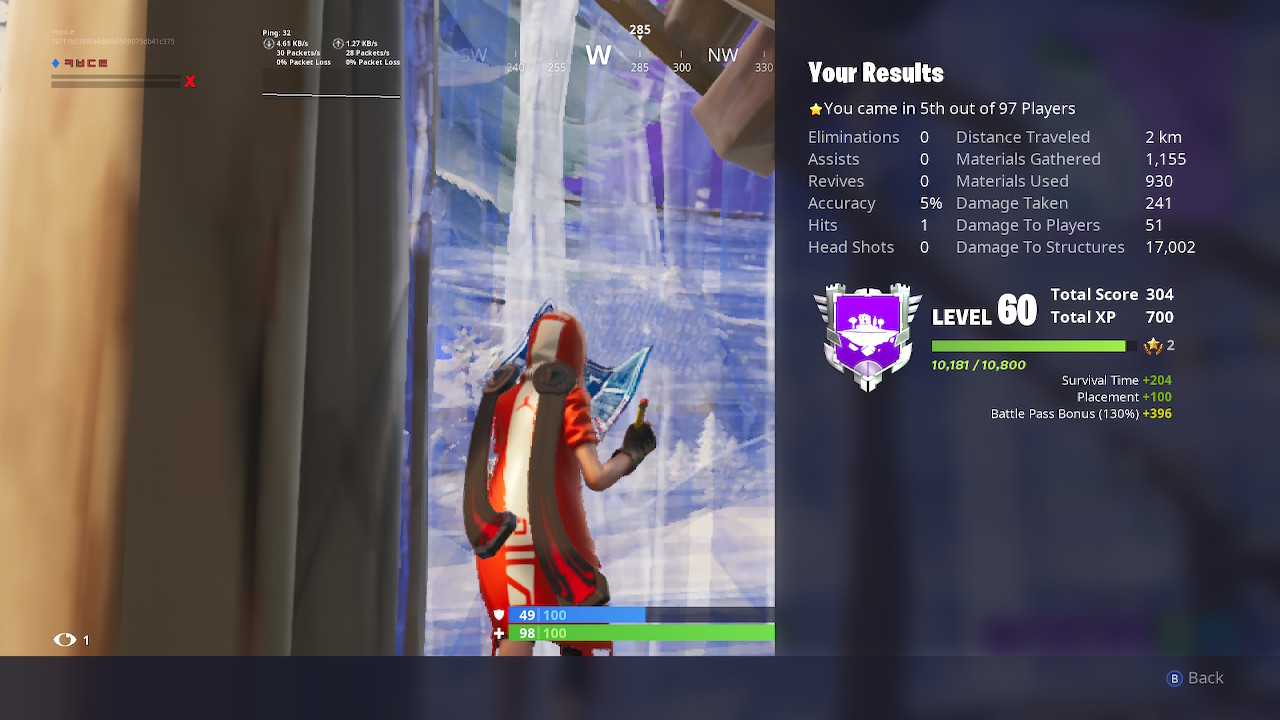 Ping: 32
4.61 KB/s 1.27 KB/s
30 Packets/s 28 Packets/s
0% Packet Loss 0% Packet Loss
285
SW 240 255 W 285 300 NW 330
X
1
49 100
98 100
Your Results
You came in 5th out of 97 Players
Eliminations 0 Distance Traveled 2 km
Assists 0 Materials Gathered 1,155
Revives 0 Materials Used 930
Accuracy 5% Damage Taken 241
Hits 1 Damage To Players 51
Head Shots 0 Damage To Structures 17,002
LEVEL 60 Total Score 304
Total XP 700
2
10,181 / 10,800
Survival Time +204
Placement +100
Battle Pass Bonus (130%) +396
B Back